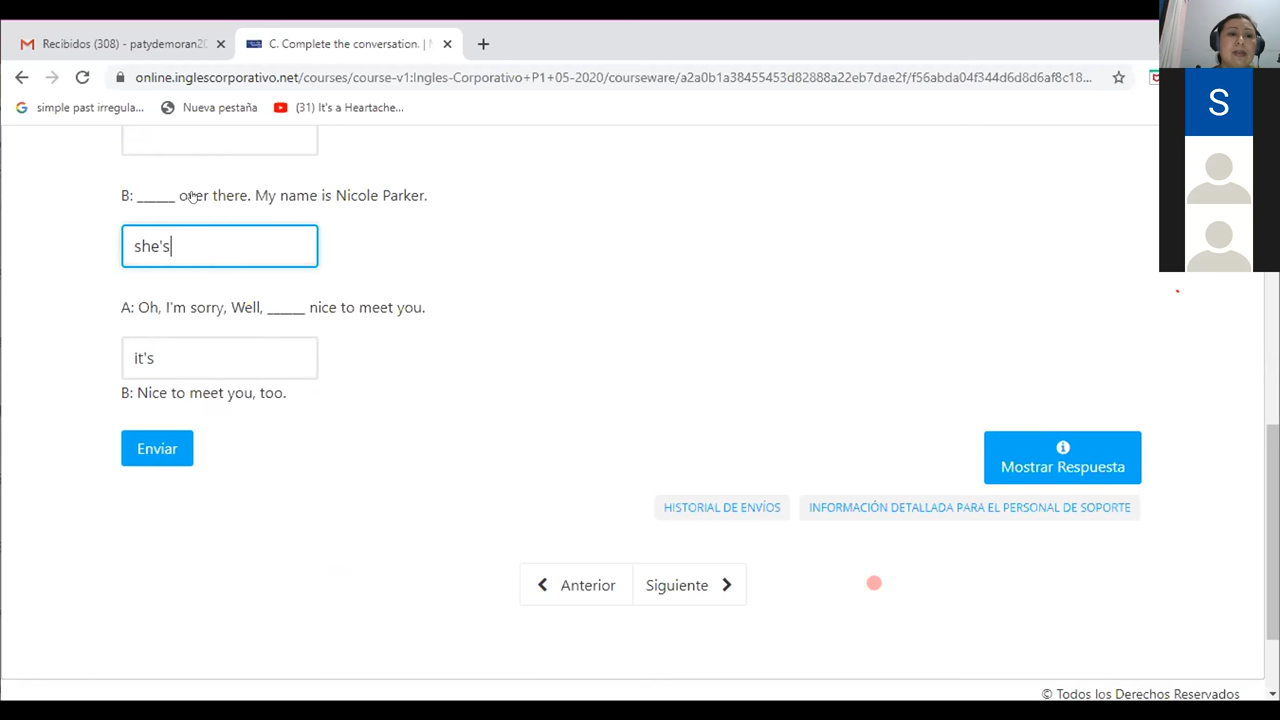 Recibidos (308) - patydemoran20
C. Complete the conversation. |
online.inglescorporativo.net/courses/course-v1:Ingles-Corporativo+P1+05-2020/courseware/a2a0b1a38455453d82888a22eb7dae2f/f56abda04f344d6d8d6af8c18...
simple past irregula...
Nueva pestaña
(31) It's a Heartache...
S
B: ______ over there. My name is Nicole Parker.
she's
A: Oh, I'm sorry, Well, ______ nice to meet you.
it's
B: Nice to meet you, too.
Enviar
Mostrar Respuesta
HISTORIAL DE ENVÍOS
INFORMACIÓN DETALLADA PARA EL PERSONAL DE SOPORTE
Anterior
Siguiente
© Todos los Derechos Reservados